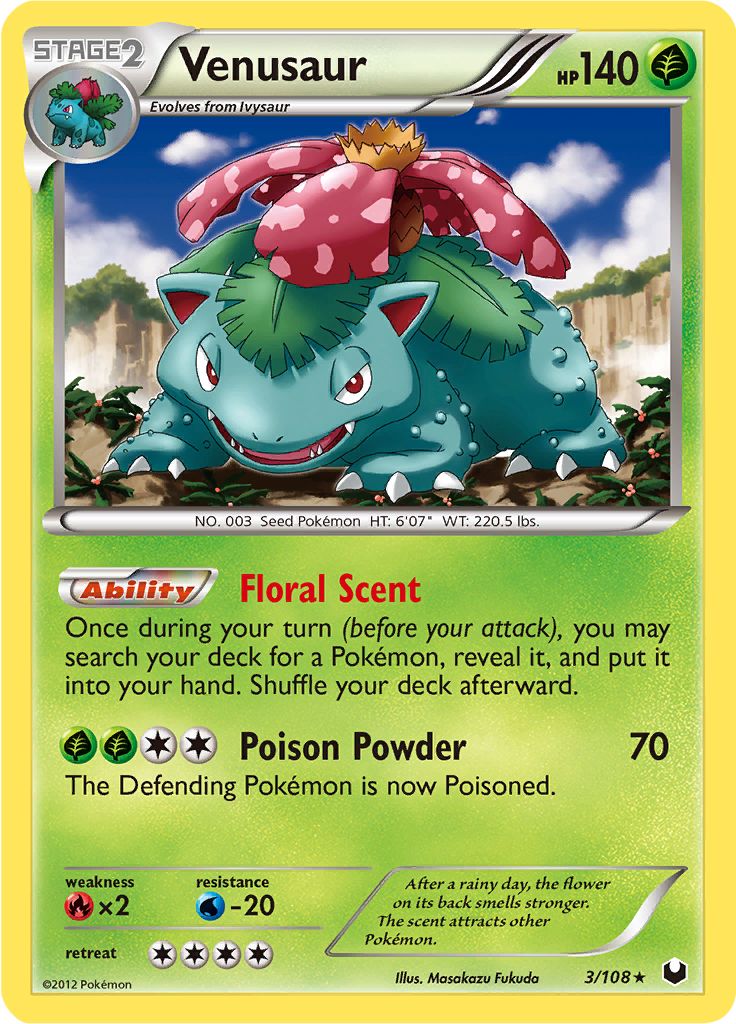 STAGE2
Venusaur
HP140
Evolves from Ivysaur
NO. 003 Seed Pokémon HT: 6'07" WT: 220.5 lbs.
Ability Floral Scent
Once during your turn (before your attack), you may
search your deck for a Pokémon, reveal it, and put it
into your hand. Shuffle your deck afterward.
Poison Powder 70
The Defending Pokémon is now Poisoned.
weakness resistance
×2 -20
retreat
After a rainy day, the flower
on its back smells stronger.
The scent attracts other
Pokémon.
©2012 Pokémon
Illus. Masakazu Fukuda
3/108★